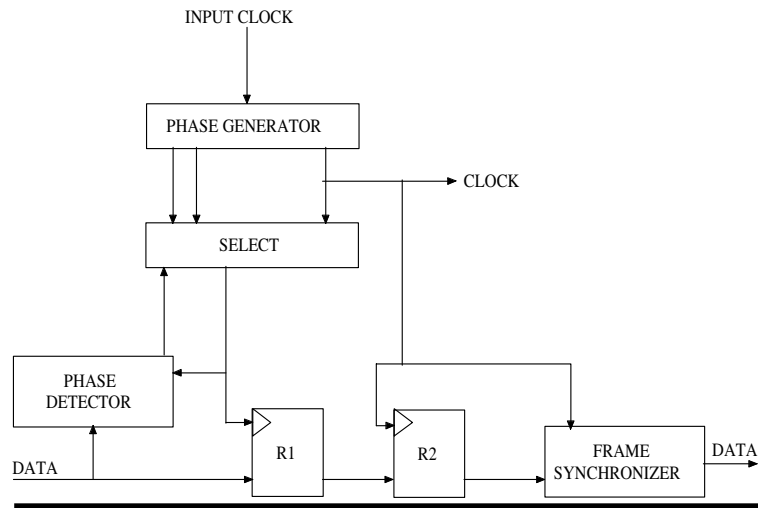 INPUT CLOCK
PHASE GENERATOR
CLOCK
SELECT
PHASE
DETECTOR
R1
R2
FRAME
SYNCHRONIZER
DATA
DATA